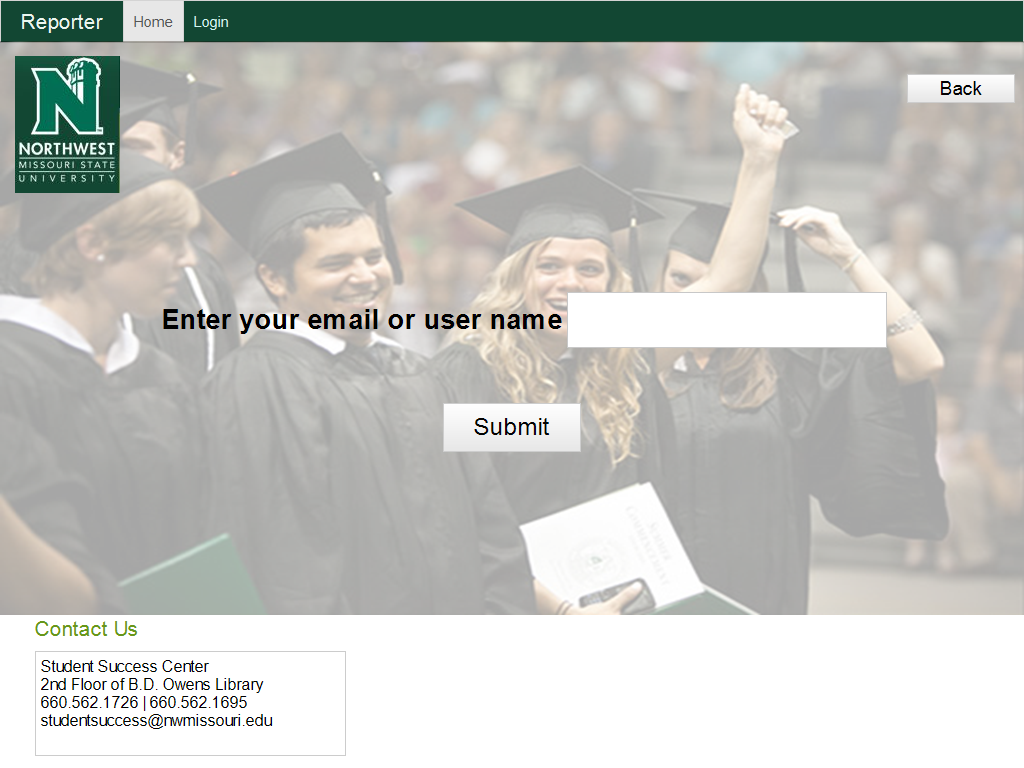 Reporter
Home
Login
NORTHWEST
MISSOURI STATE
UNIVERSITY
Back
Enter your email or user name
Submit
Contact Us
Student Success Center
2nd Floor of B.D. Owens Library
660.562.1726 | 660.562.1695
studentsuccess@nwmissouri.edu